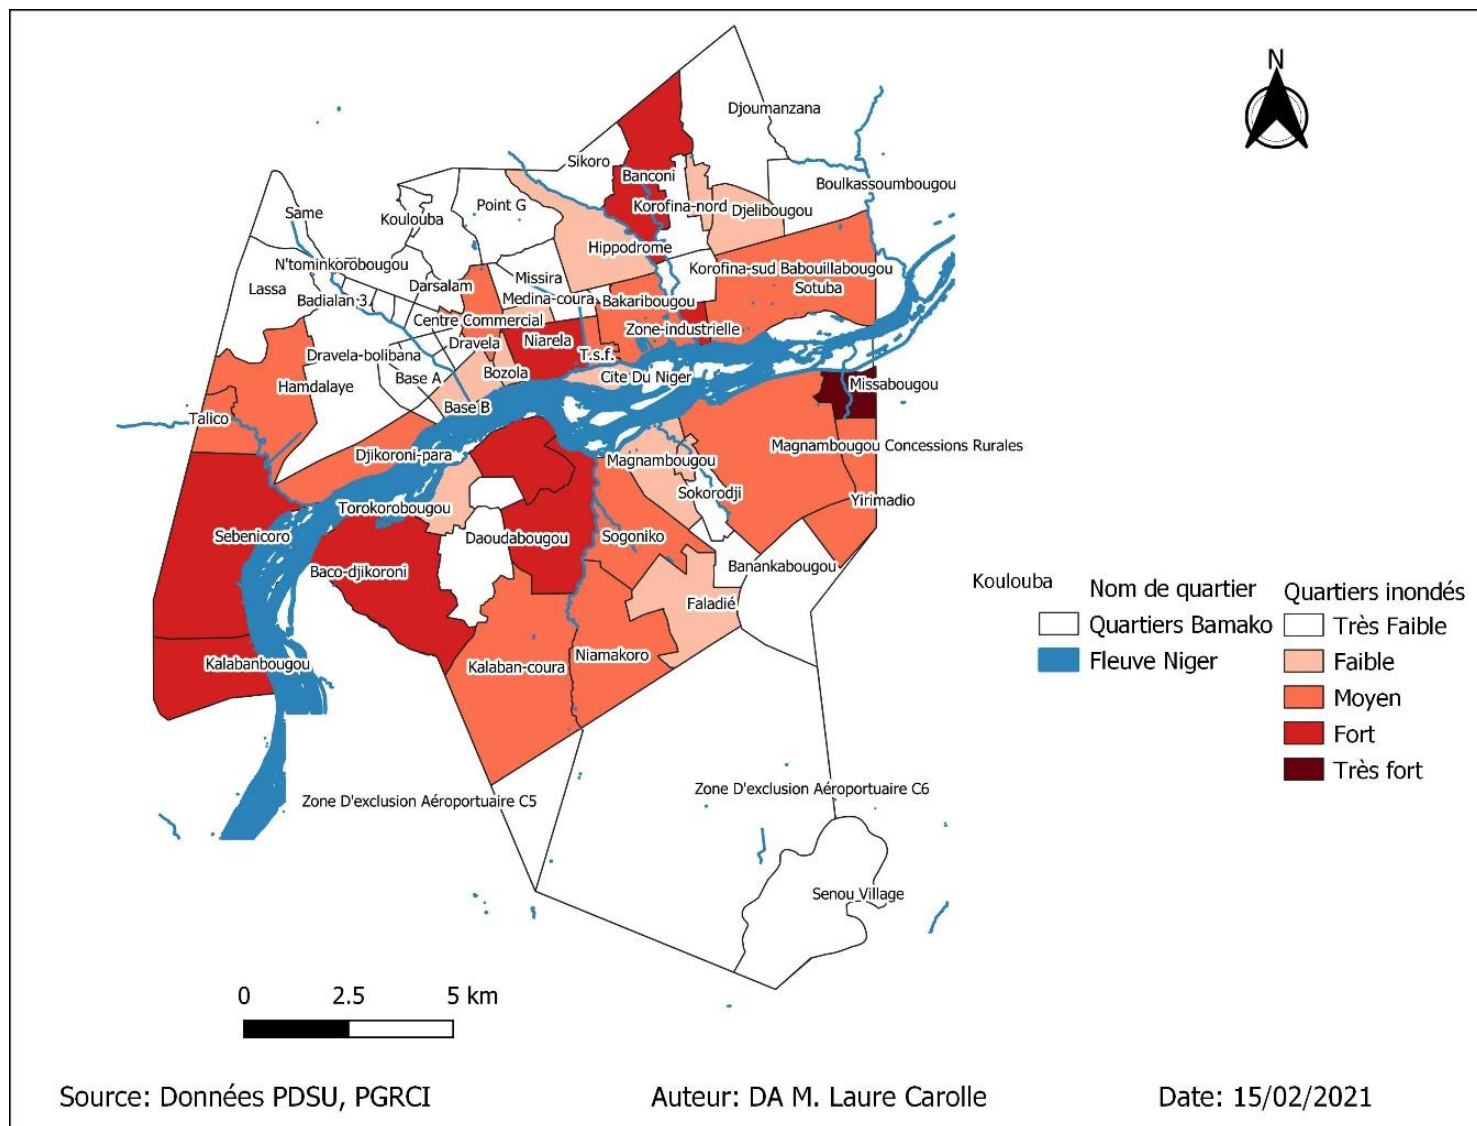 N
Djoumanzana
Sikoro
Banconi
Boulkassoumbougou
Point G
Korofina-nord
Djelibougou
Same
Koulouba
Hippodrome
N'tominkorobougou
Korofina-sud Babouillabougou
Missira
Lassa
Darsalam
Sotuba
Badialan 3
Medina-coura
Bakaribougou
Centre Commercial
Zone-industrielle
Dravela
Niarela
Dravela-bolibana
T.s.f.
Base A
Bozola
Cite Du Niger
Missabougou
Hamdalaye
Base B
Talico
Magnambougou Concessions Rurales
Djikoroni-para
Magnambougou
Sokorodji
Yirimadio
Torokorobougou
Sebenicoro
Daoudabougou
Sogoniko
Baco-djikoroni
Banankabougou
Faladié
Kalabanbougou
Kalaban-coura
Niamakoro
Zone D'exclusion Aéroportuaire C5
Zone D'exclusion Aéroportuaire C6
Senou Village
Koulouba
Nom de quartier
Quartiers Bamako
Fleuve Niger
Quartiers inondés
Très Faible
Faible
Moyen
Fort
Très fort
0 2.5 5 km
Source: Données PDSU, PGRCI
Auteur: DA M. Laure Carolle
Date: 15/02/2021